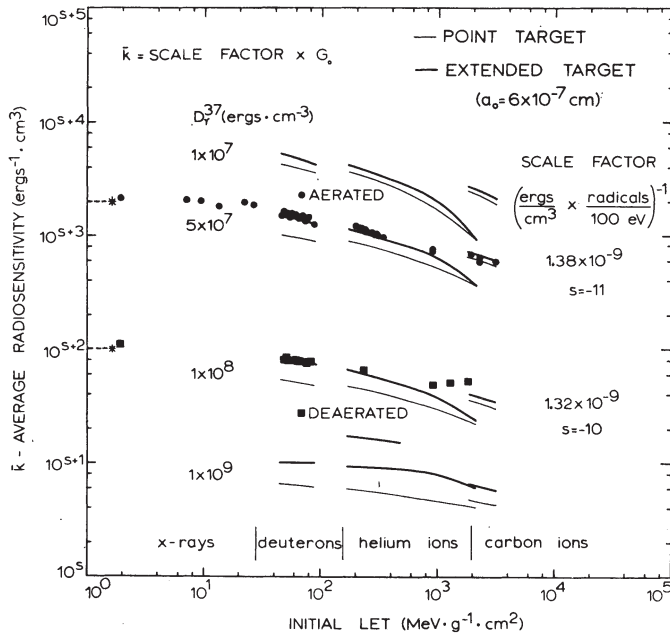 10^S+5
k̄ = SCALE FACTOR x G₀
— POINT TARGET
— EXTENDED TARGET
(a₀=6x10⁻⁷ cm)
10^S+4
D_γ^37 (ergs·cm⁻³)
1x10⁷
SCALE FACTOR
(ergs/cm³ x radicals/100 eV)⁻¹
● AERATED
10^S+3
5x10⁷
1.38x10⁻⁹
s=-11
10^S+2
1x10⁸
■ DEAERATED
1.32x10⁻⁹
s=-10
10^S+1
1x10⁹
x-rays | deuterons | helium ions | carbon ions
10^S
10⁰ 10¹ 10² 10³ 10⁴ 10⁵
INITIAL LET (MeV·g⁻¹·cm²)
k̄ - AVERAGE RADIOSENSITIVITY (ergs⁻¹·cm³)